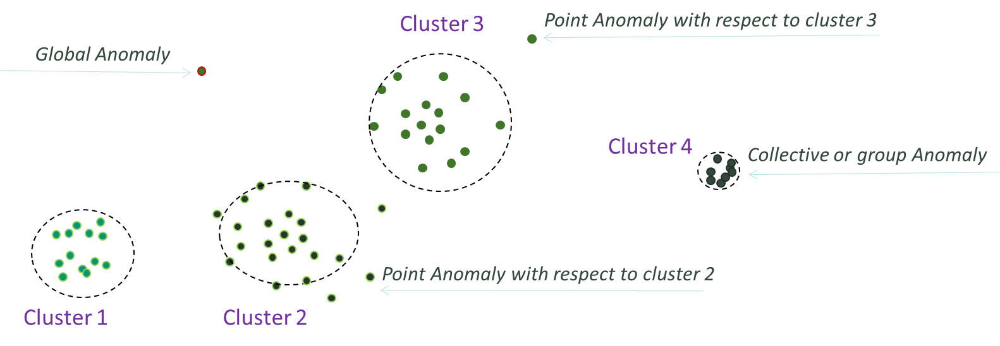 Cluster 3
Point Anomaly with respect to cluster 3
Global Anomaly
Cluster 4
Collective or group Anomaly
Point Anomaly with respect to cluster 2
Cluster 1
Cluster 2